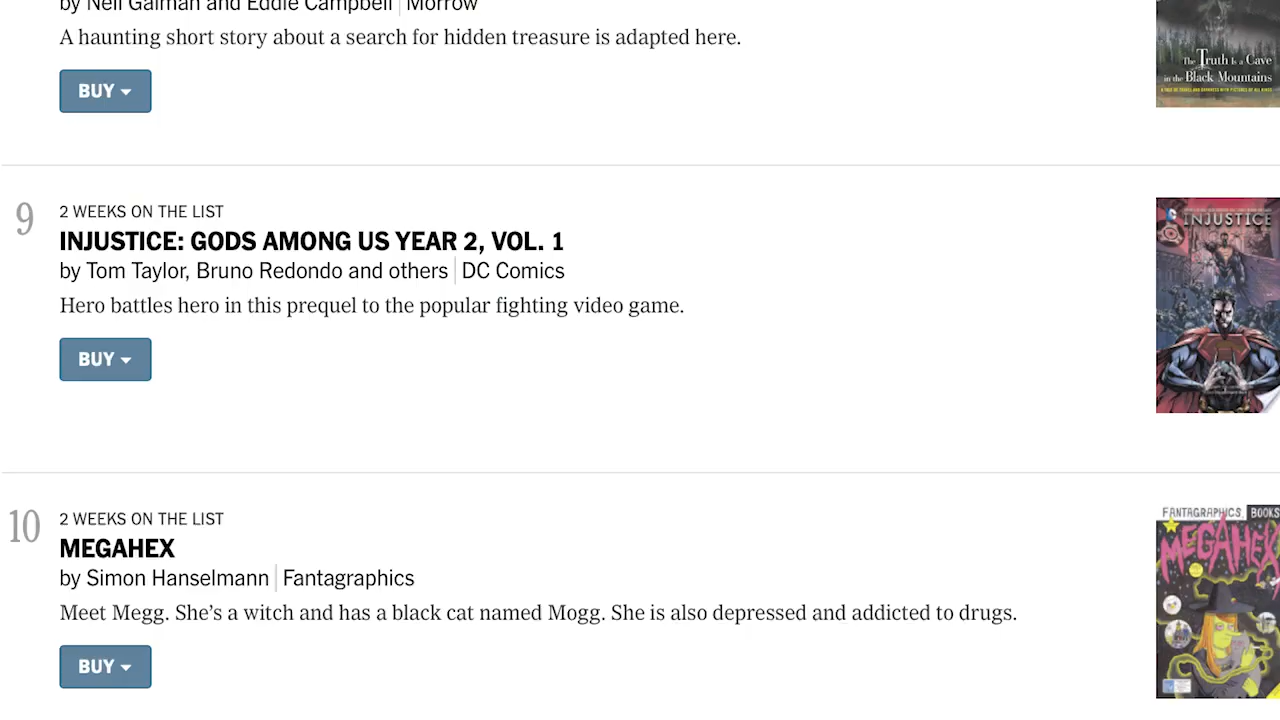 by Neil Gaiman and Eddie Campbell | Morrow
A haunting short story about a search for hidden treasure is adapted here.
BUY
The Truth Is a Cave
in the Black Mountains
9
2 WEEKS ON THE LIST
INJUSTICE: GODS AMONG US YEAR 2, VOL. 1
by Tom Taylor, Bruno Redondo and others | DC Comics
Hero battles hero in this prequel to the popular fighting video game.
BUY
INJUSTICE
10
2 WEEKS ON THE LIST
MEGAHEX
by Simon Hanselmann | Fantagraphics
Meet Megg. She’s a witch and has a black cat named Mogg. She is also depressed and addicted to drugs.
BUY
FANTAGRAPHICS BOOKS
MEGAHEX